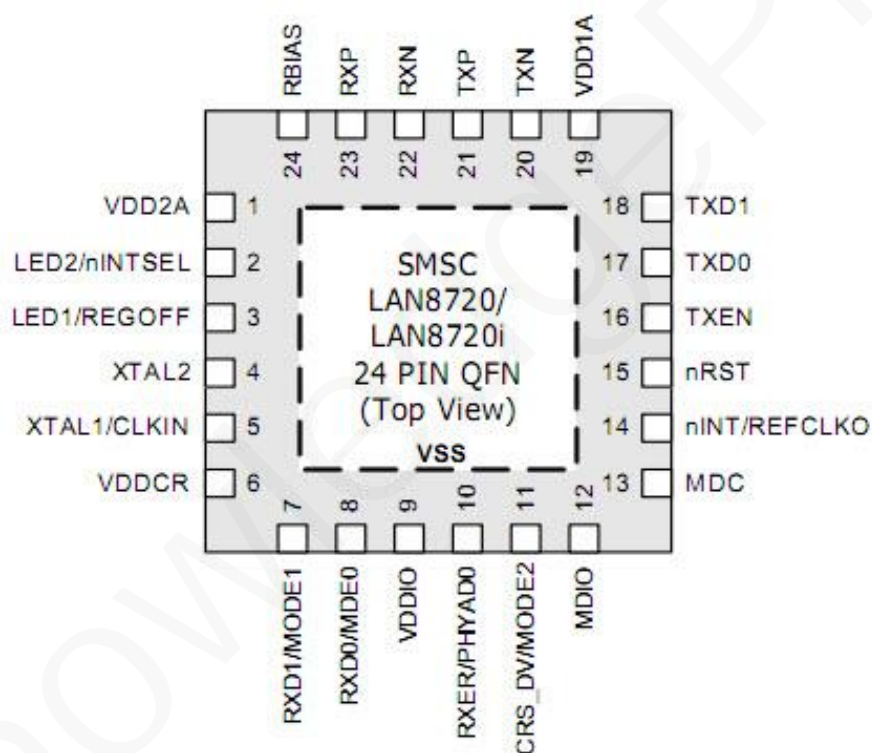 RBIAS
RXP
RXN
TXP
TXN
VDD1A
24
23
22
21
20
19
VDD2A 1
LED2/nINTSEL 2
LED1/REGOFF 3
XTAL2 4
XTAL1/CLKIN 5
VDDCR 6
SMSC
LAN8720/
LAN8720i
24 PIN QFN
(Top View)
VSS
18 TXD1
17 TXD0
16 TXEN
15 nRST
14 nINT/REFCLKO
13 MDC
7
8
9
10
11
12
RXD1/MODE1
RXD0/MDE0
VDDIO
RXER/PHYAD0
CRS_DV/MODE2
MDIO